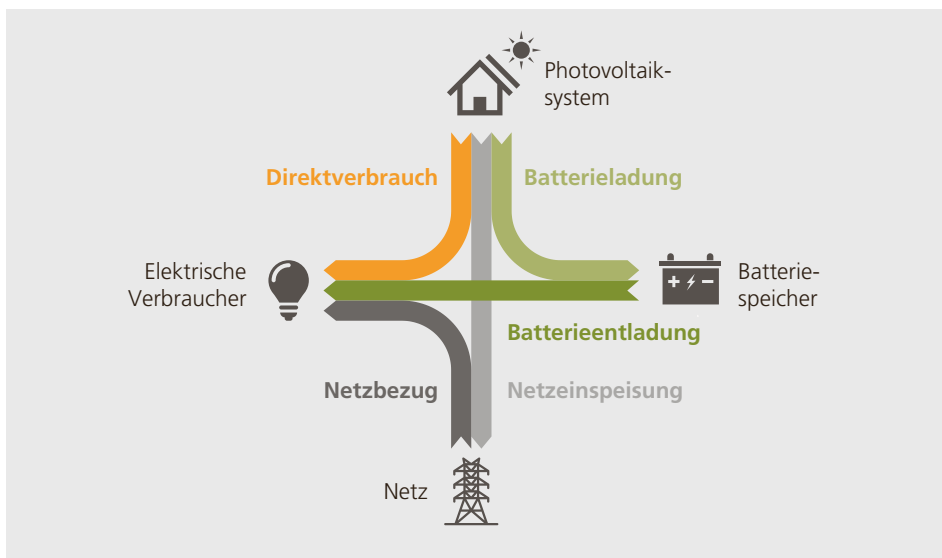 Photovoltaik-
system
Direktverbrauch
Batterieladung
Elektrische
Verbraucher
Batterie-
speicher
Batterieentladung
Netzbezug
Netzeinspeisung
Netz